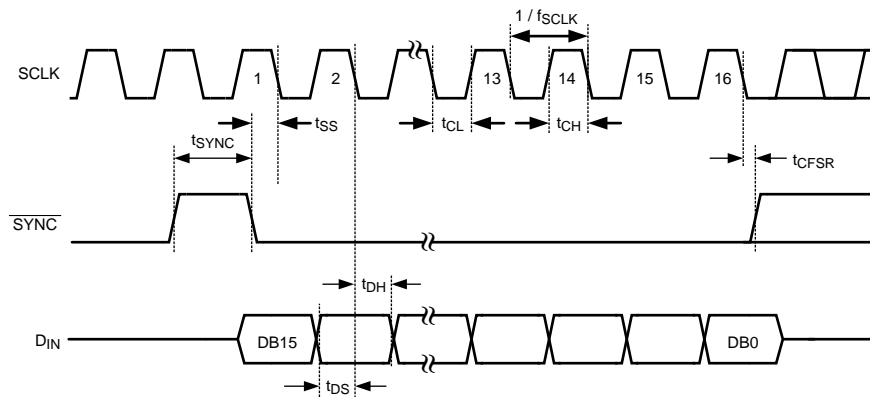 1 / fSCLK
SCLK
1
2
13
14
15
16
tSS
tCL
tCH
tSYNC
tCFSR
SYNC
tDH
DIN
DB15
DB0
tDS